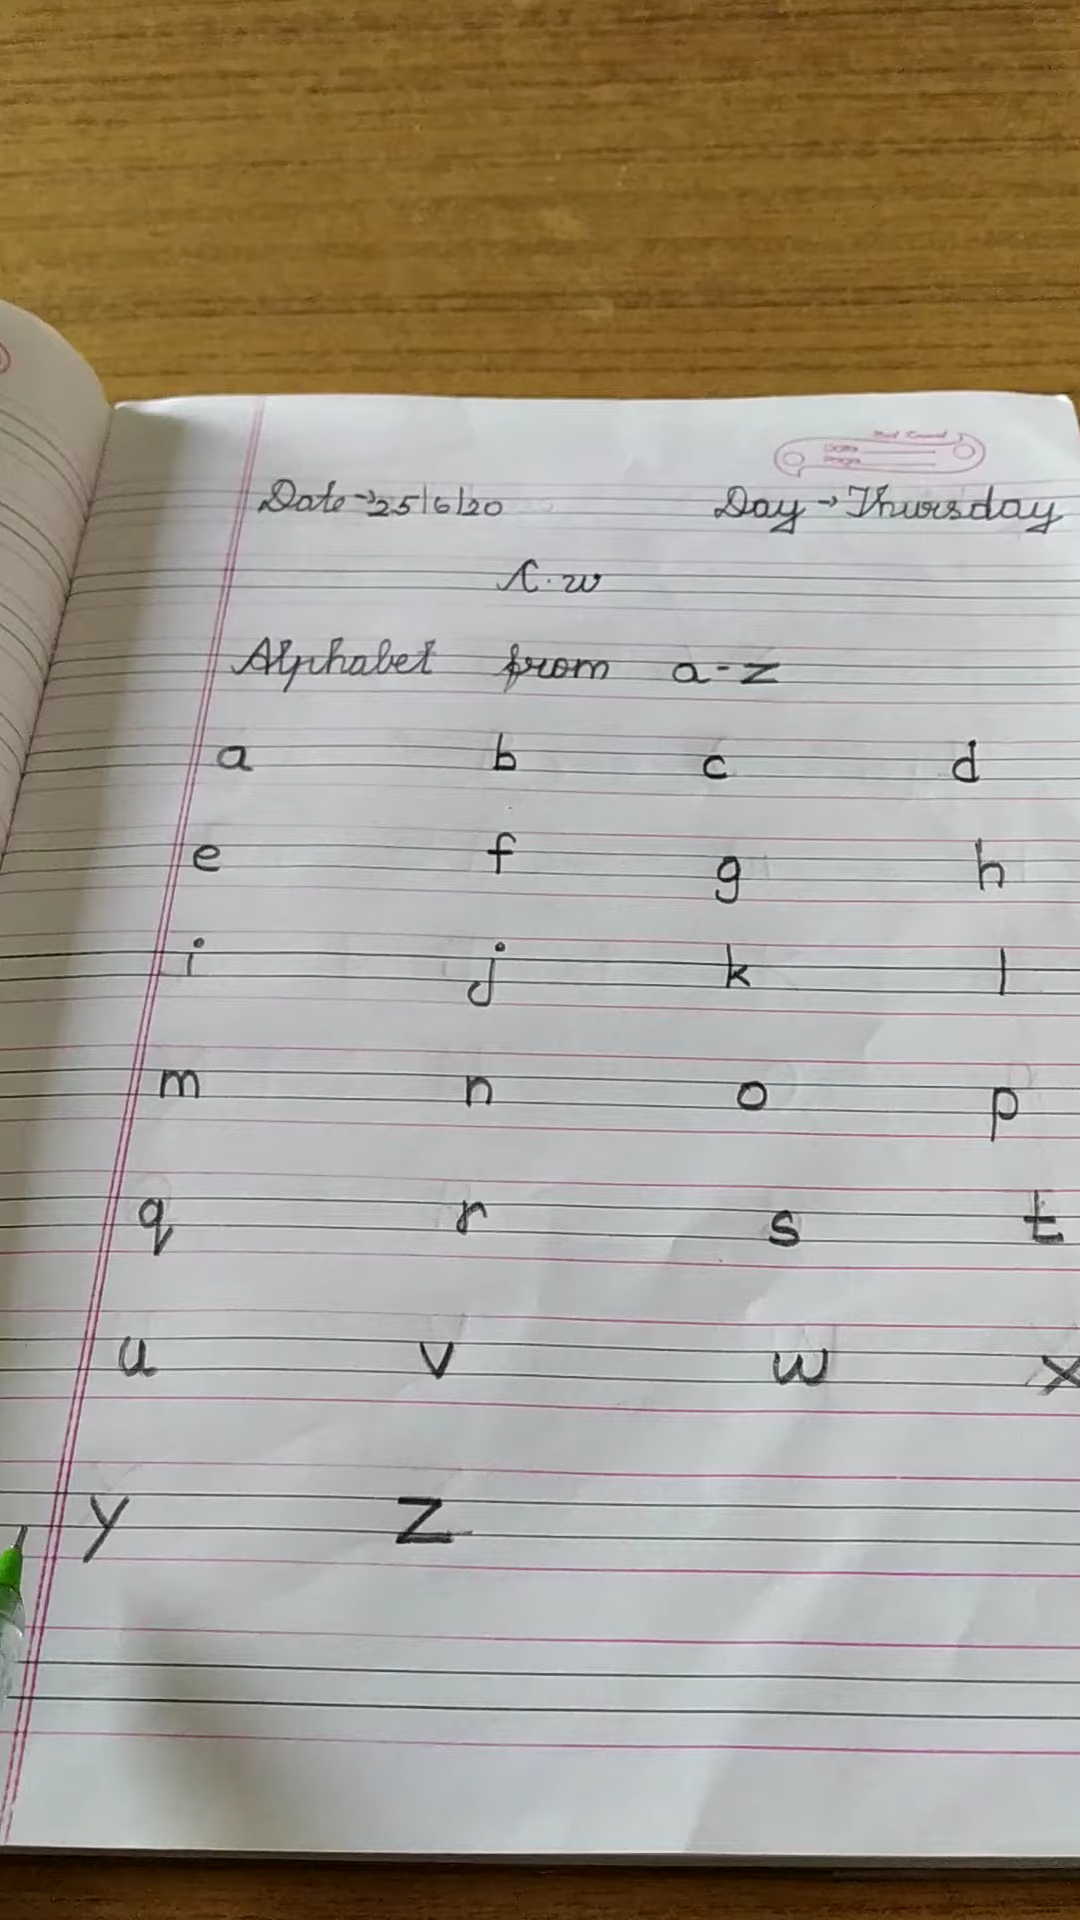 Date→25/6/20 Day→Thursday
C.w
Alphabet from a-z
a b c d
e f g h
i j k l
m n o p
q r s t
u v w x
y z